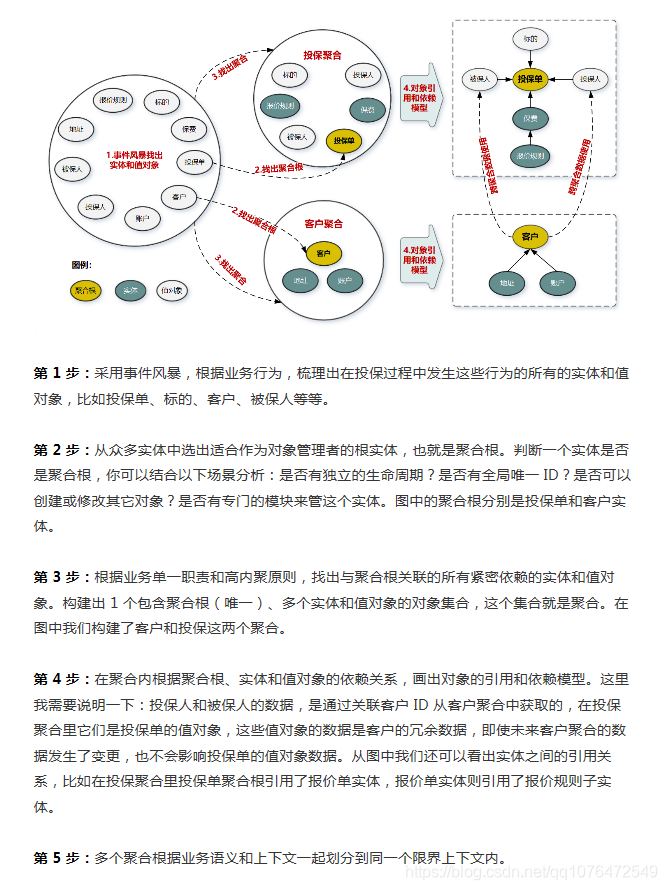 报价规则
标的
地址
保费
1.事件风暴找出
实体和值对象
被保人
投保单
客户
投保人
账户
3.找出聚合
2.找出聚合根
2.找出聚合根
3.找出聚合
投保聚合
标的
投保人
报价规则
保费
被保人
投保单
客户聚合
客户
地址
账户
4.对象引
用和依赖
模型
4.对象引
用和依赖
模型
标的
被保人
投保单
投保人
保费
报价规则
跨聚合数据使用
跨聚合数据使用
客户
地址
账户
图例:
聚合根
实体
值对象
第 1 步：采用事件风暴，根据业务行为，梳理出在投保过程中发生这些行为的所有的实体和值
对象，比如投保单、标的、客户、被保人等等。
第 2 步：从众多实体中选出适合作为对象管理者的根实体，也就是聚合根。判断一个实体是否
是聚合根，你可以结合以下场景分析：是否有独立的生命周期？是否有全局唯一 ID？是否可以
创建或修改其它对象？是否有专门的模块来管这个实体。图中的聚合根分别是投保单和客户实
体。
第 3 步：根据业务单一职责和高内聚原则，找出与聚合根关联的所有紧密依赖的实体和值对
象。构建出 1 个包含聚合根（唯一）、多个实体和值对象的对象集合，这个集合就是聚合。在
图中我们构建了客户和投保这两个聚合。
第 4 步：在聚合内根据聚合根、实体和值对象的依赖关系，画出对象的引用和依赖模型。这里
我需要说明一下：投保人和被保人的数据，是通过关联客户 ID 从客户聚合中获取的，在投保
聚合里它们是投保单的值对象，这些值对象的数据是客户的冗余数据，即使未来客户聚合的数
据发生了变更，也不会影响投保单的值对象数据。从图中我们还可以看出实体之间的引用关
系，比如在投保聚合里投保单聚合根引用了报价单实体，报价单实体则引用了报价规则子实
体。
第 5 步：多个聚合根据业务语义和上下文一起划分到同一个限界上下文内。
https://blog.csdn.net/qq1076472549